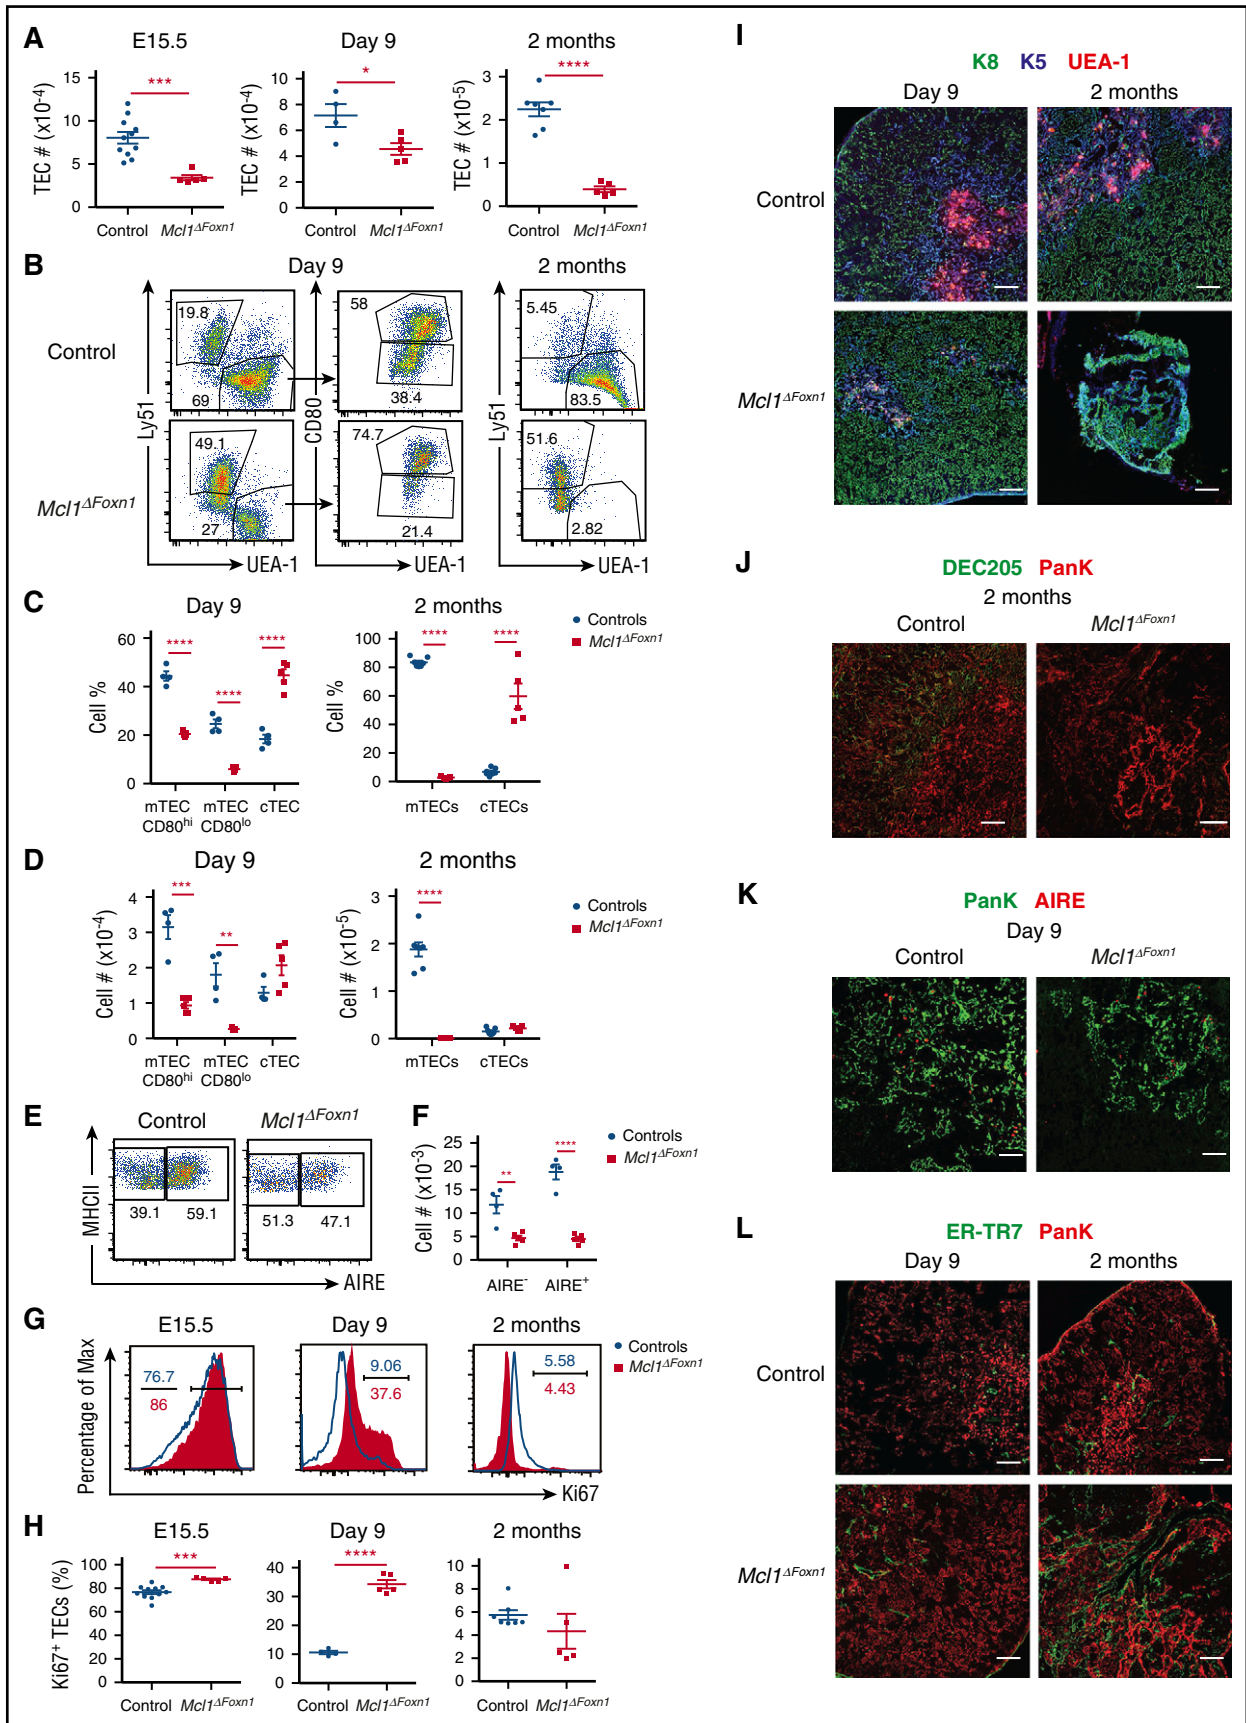 A
E15.5
Day 9
2 months
TEC # (x10-4)
15
10
5
0
***
Control
Mcl1ΔFoxn1
TEC # (x10-4)
10
8
6
4
2
0
*
Control
Mcl1ΔFoxn1
TEC # (x10-5)
3
2
1
0
****
Control
Mcl1ΔFoxn1
B
Day 9
2 months
Control
Mcl1ΔFoxn1
Ly51
19.8
69
49.1
27
UEA-1
CD80
58
38.4
74.7
21.4
UEA-1
Ly51
5.45
83.5
51.6
2.82
UEA-1
C
Day 9
2 months
Controls
Mcl1ΔFoxn1
Cell %
60
40
20
0
****
****
****
mTEC CD80hi
mTEC CD80lo
cTEC
Cell %
100
80
60
40
20
0
****
****
mTECs
cTECs
D
Day 9
2 months
Controls
Mcl1ΔFoxn1
Cell # (x10-4)
4
3
2
1
0
***
**
mTEC CD80hi
mTEC CD80lo
cTEC
Cell # (x10-5)
3
2
1
0
****
mTECs
cTECs
E
Control
Mcl1ΔFoxn1
MHCII
39.1
59.1
51.3
47.1
AIRE
F
Controls
Mcl1ΔFoxn1
Cell # (x10-3)
25
20
15
10
5
0
**
****
AIRE-
AIRE+
G
E15.5
Day 9
2 months
Controls
Mcl1ΔFoxn1
Percentage of Max
76.7
86
9.06
37.6
5.58
4.43
Ki67
H
E15.5
Day 9
2 months
Ki67+ TECs (%)
100
80
60
40
20
0
***
Control
Mcl1ΔFoxn1
40
30
20
10
0
****
Control
Mcl1ΔFoxn1
10
8
6
4
2
0
Control
Mcl1ΔFoxn1
I
K8 K5 UEA-1
Day 9
2 months
Control
Mcl1ΔFoxn1
J
DEC205 PanK
2 months
Control
Mcl1ΔFoxn1
K
PanK AIRE
Day 9
Control
Mcl1ΔFoxn1
L
ER-TR7 PanK
Day 9
2 months
Control
Mcl1ΔFoxn1